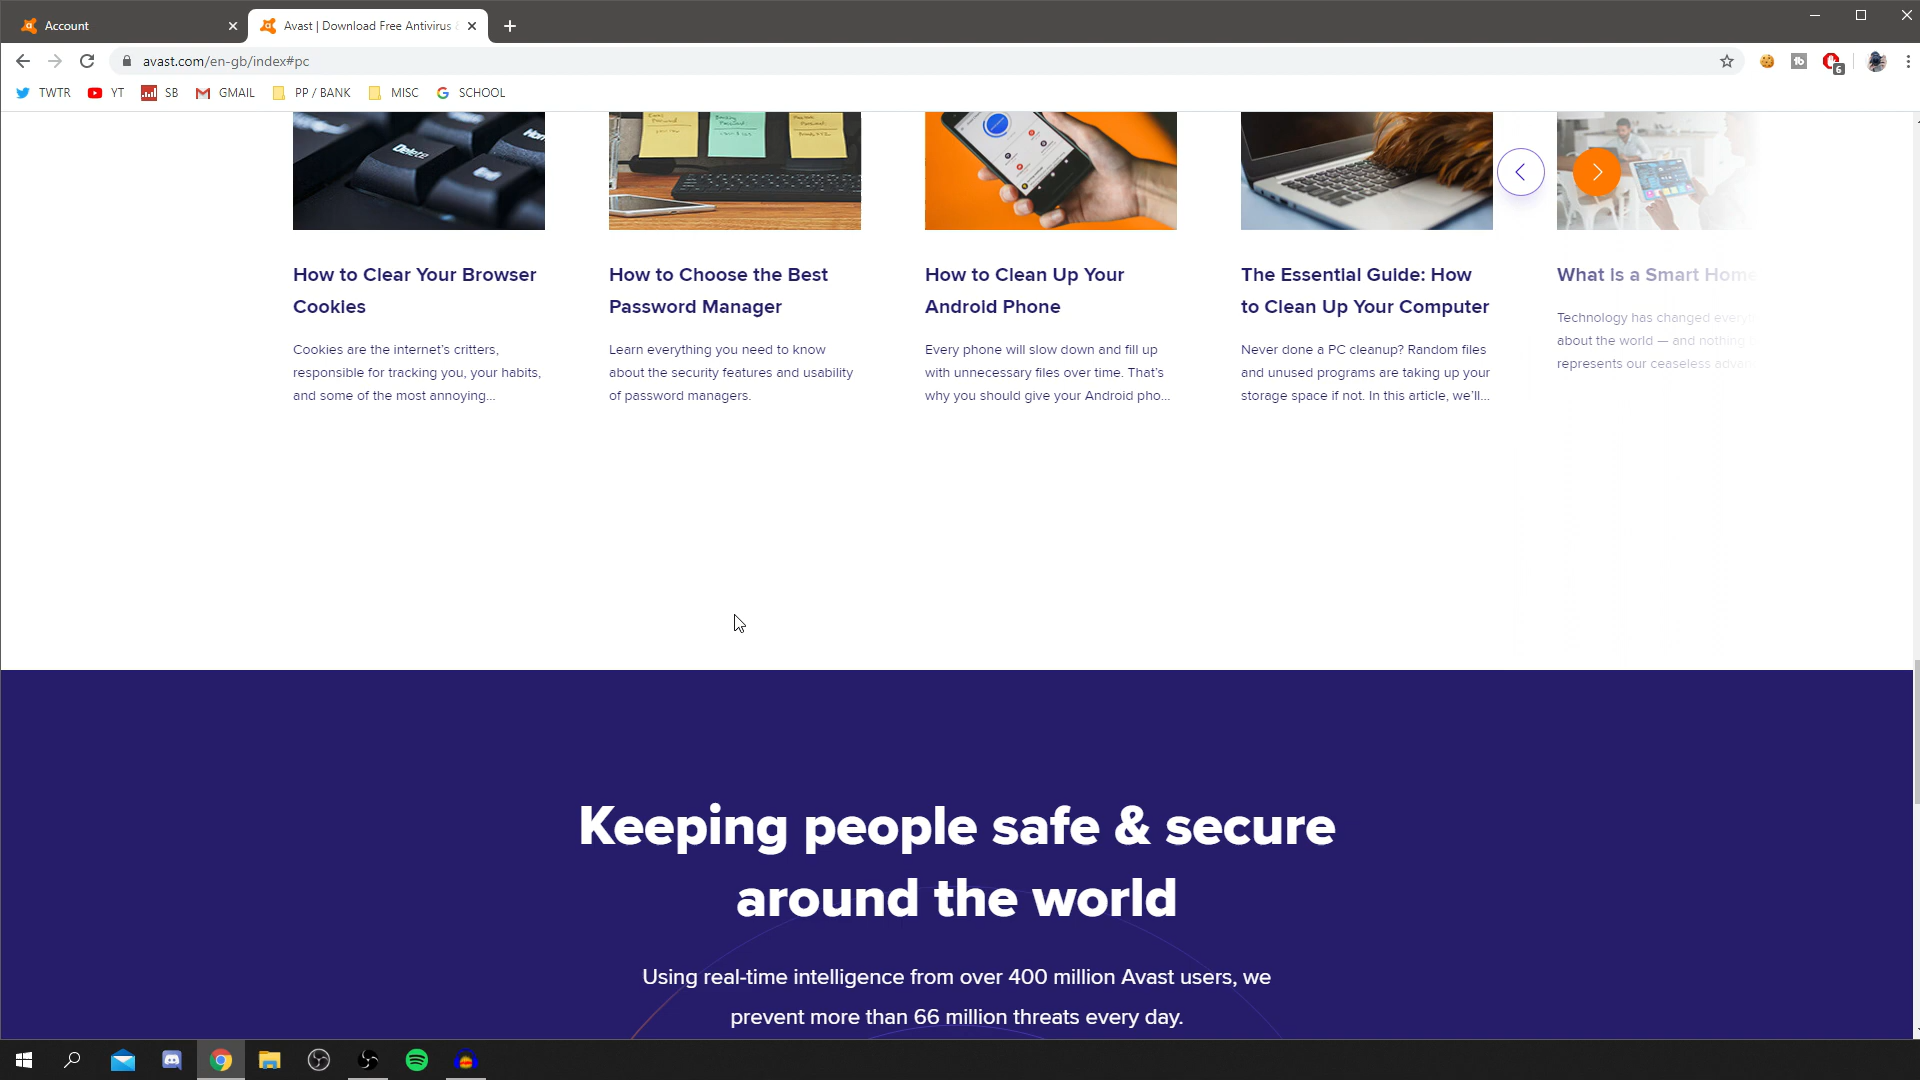 Account
Avast | Download Free Antivirus
avast.com/en-gb/index#pc
6
TWTR
YT
SB
GMAIL
PP / BANK
MISC
SCHOOL
Delete
How to Clear Your Browser
Cookies
Cookies are the internet's critters,
responsible for tracking you, your habits,
and some of the most annoying...
How to Choose the Best
Password Manager
Learn everything you need to know
about the security features and usability
of password managers.
How to Clean Up Your
Android Phone
Every phone will slow down and fill up
with unnecessary files over time. That's
why you should give your Android pho...
The Essential Guide: How
to Clean Up Your Computer
Never done a PC cleanup? Random files
and unused programs are taking up your
storage space if not. In this article, we'll...
What Is a Smart Home
Technology has changed
about the world — and nothing
represents our ceaseless
Keeping people safe & secure
around the world
Using real-time intelligence from over 400 million Avast users, we
prevent more than 66 million threats every day.